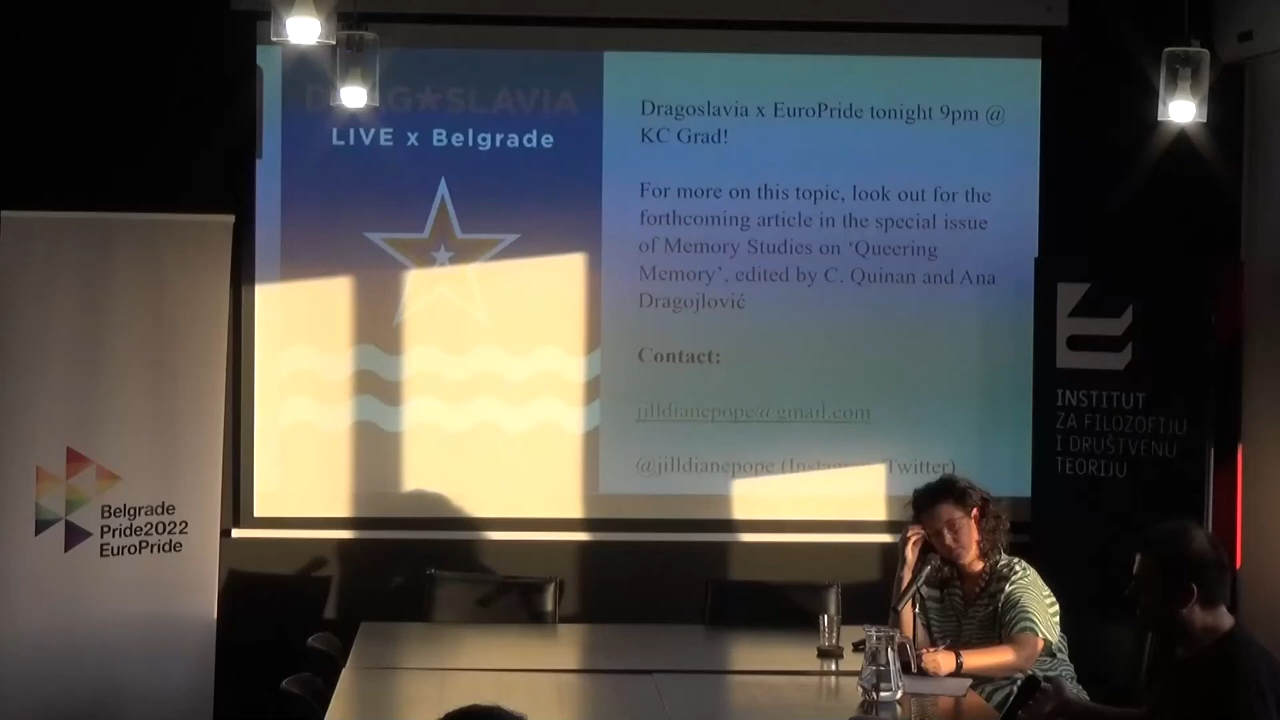 DRAG★SLAVIA
LIVE x Belgrade
Dragoslavia x EuroPride tonight 9pm @
KC Grad!
For more on this topic, look out for the
forthcoming article in the special issue
of Memory Studies on ‘Queering
Memory’, edited by C. Quinan and Ana
Dragojlović
Contact:
jilldianepope@gmail.com
@jilldianepope (Instagram, Twitter)
Belgrade
Pride2022
EuroPride
INSTITUT
ZA FILOZOFIJU
I DRUŠTVENU
TEORIJU